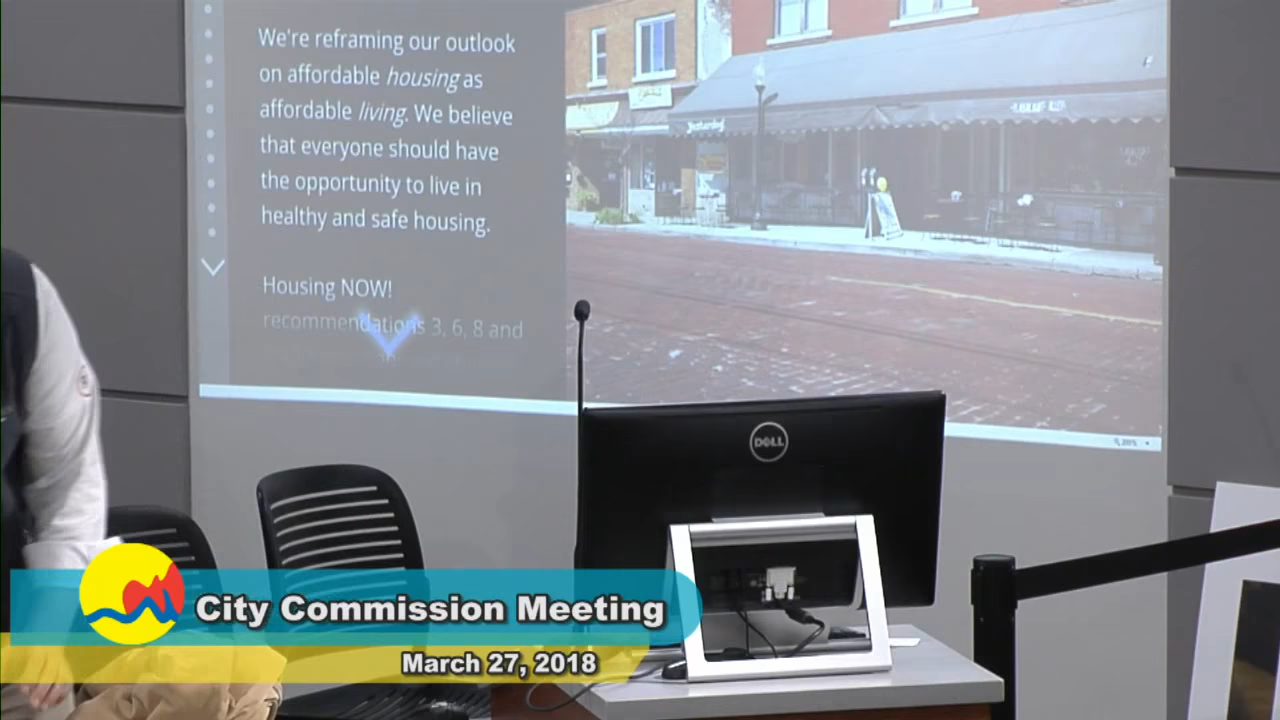 We're reframing our outlook
on affordable housing as
affordable living. We believe
that everyone should have
the opportunity to live in
healthy and safe housing.
Housing NOW!
recommendations 3, 6, 8 and
DELL
City Commission Meeting
March 27, 2018